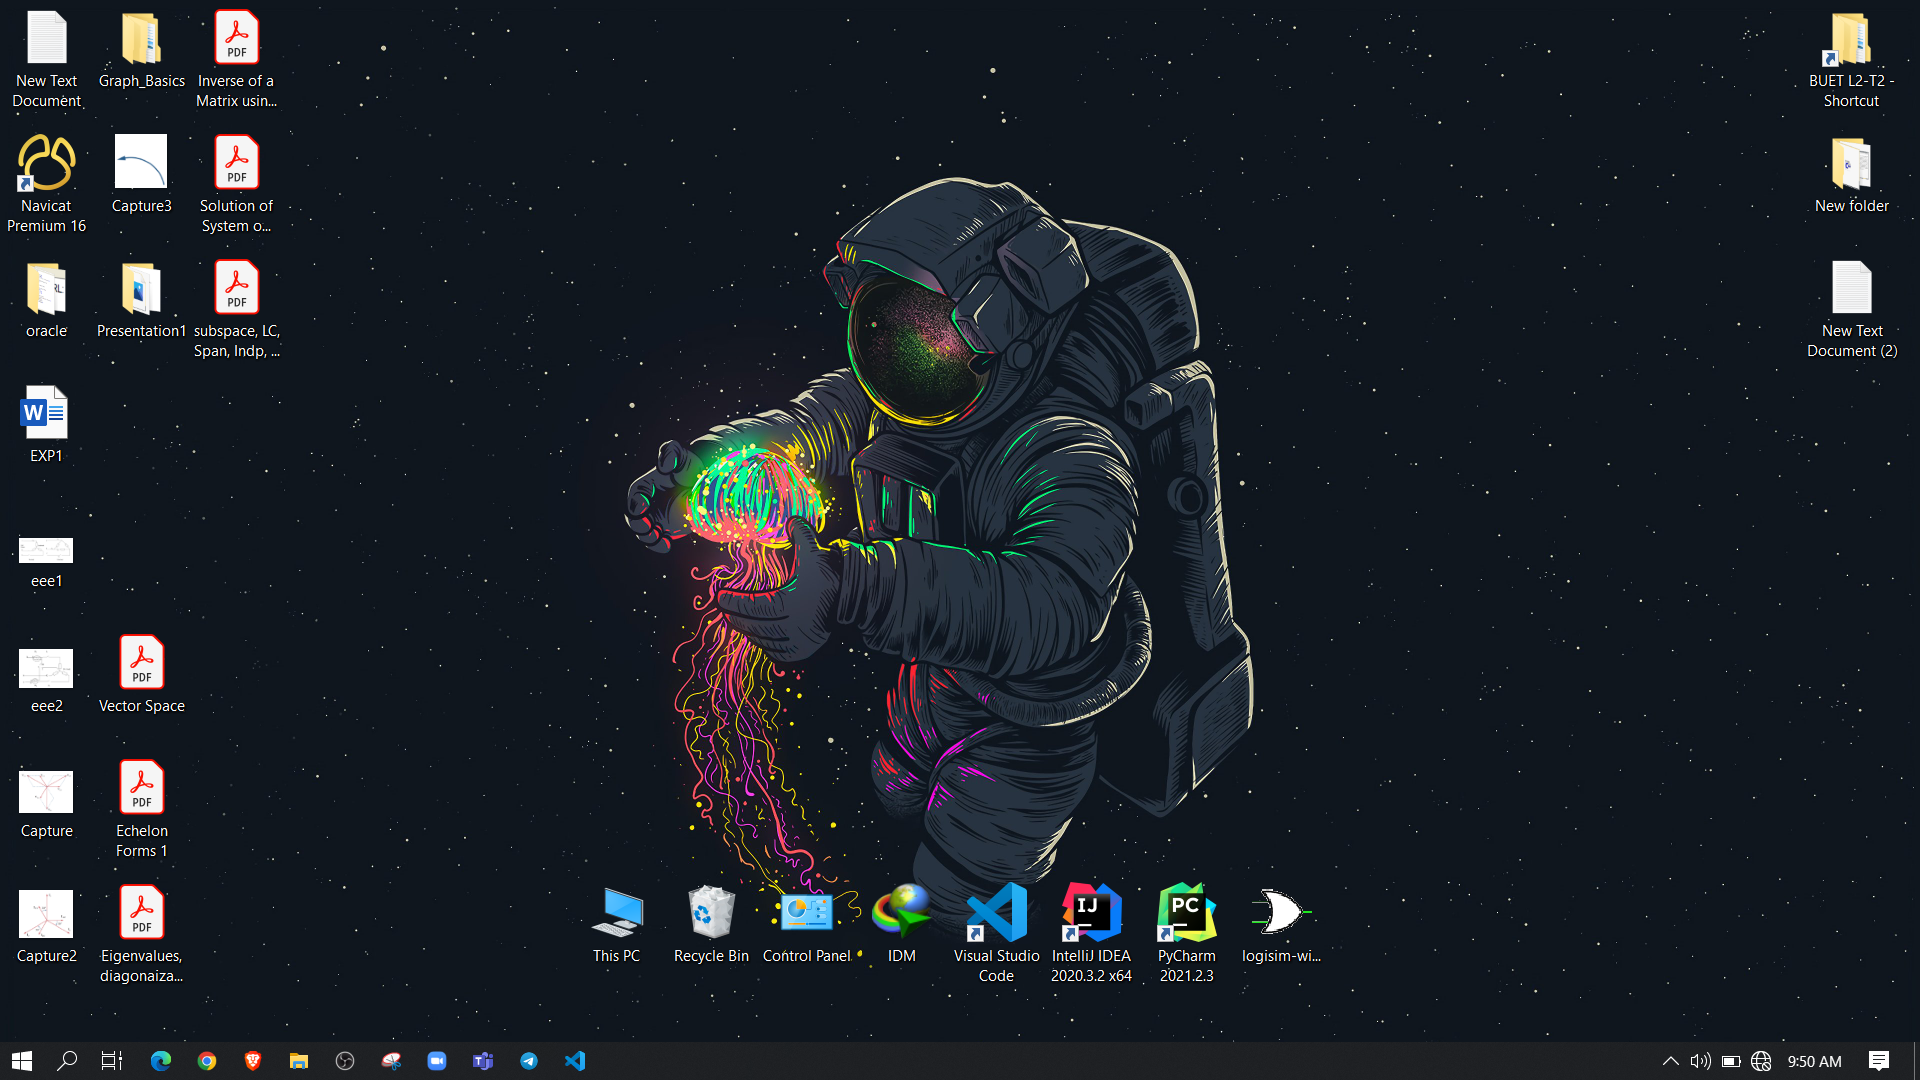 New Text
Document
Graph_Basics
Inverse of a
Matrix usin...
Navicat
Premium 16
Capture3
Solution of
System o...
oracle
Presentation1
subspace, LC,
Span, Indp, ...
EXP1
eee1
eee2
Vector Space
Capture
Echelon
Forms 1
Capture2
Eigenvalues,
diagonaiza...
PDF
PDF
PDF
PDF
PDF
PDF
W
BUET L2-T2 -
Shortcut
New folder
New Text
Document (2)
This PC
Recycle Bin
Control Panel
IDM
Visual Studio
Code
IJ
IntelliJ IDEA
2020.3.2 x64
PC
PyCharm
2021.2.3
logisim-wi...
9:50 AM